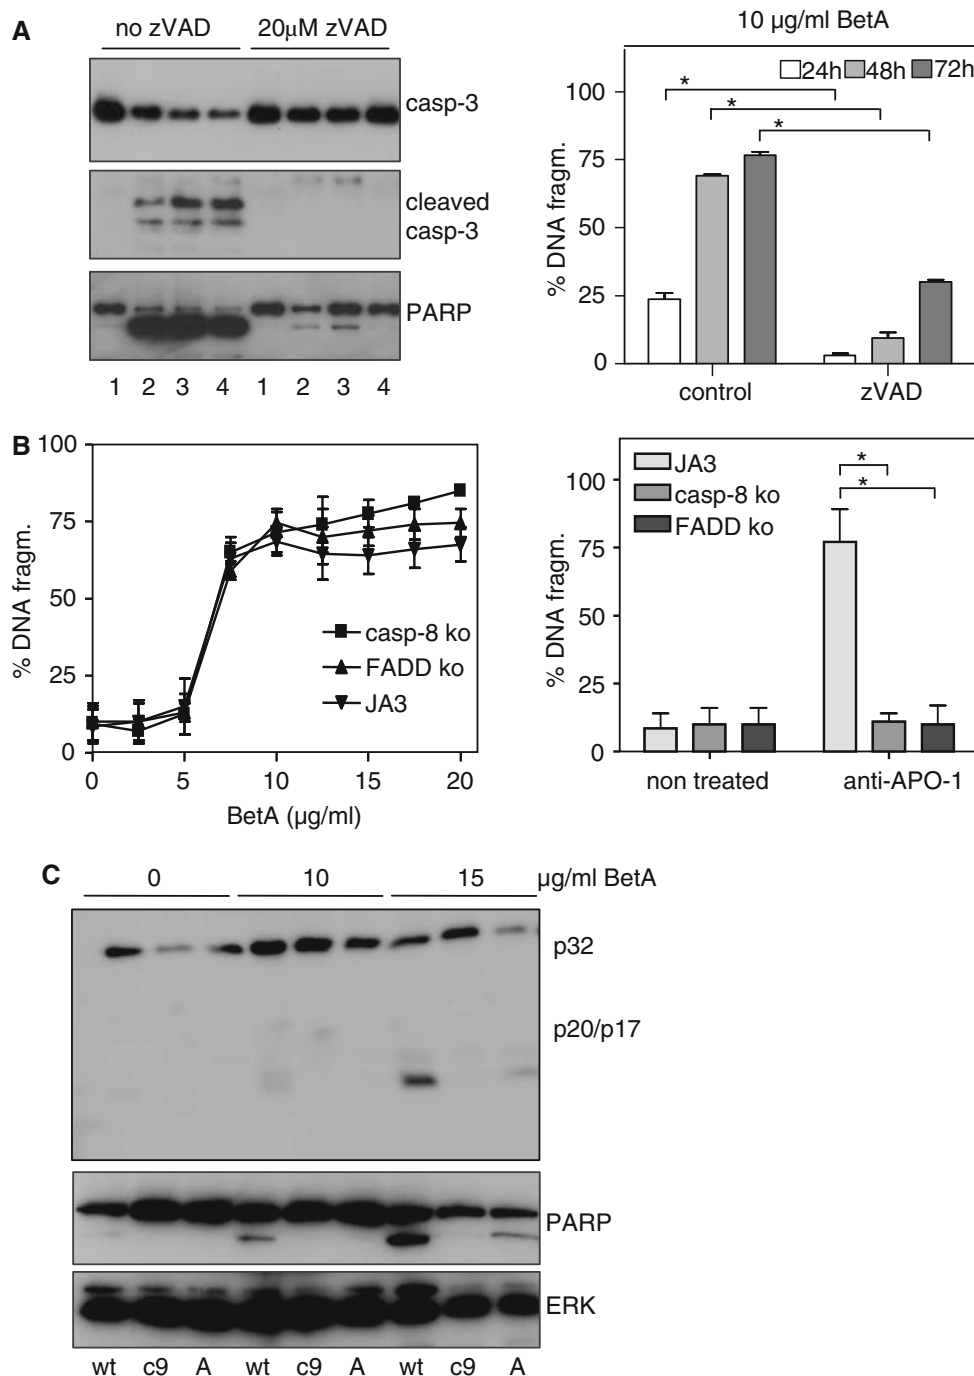 A
no zVAD 20µM zVAD
casp-3
cleaved
casp-3
PARP
1 2 3 4 1 2 3 4
10 µg/ml BetA
24h 48h 72h
* * *
% DNA fragm.
100
75
50
25
0
control zVAD
B
% DNA fragm.
100
75
50
25
0
casp-8 ko
FADD ko
JA3
0 5 10 15 20
BetA (µg/ml)
JA3
casp-8 ko
FADD ko
* *
% DNA fragm.
100
75
50
25
0
non treated anti-APO-1
C
0 10 15 µg/ml BetA
p32
p20/p17
PARP
ERK
wt c9 A wt c9 A wt c9 A